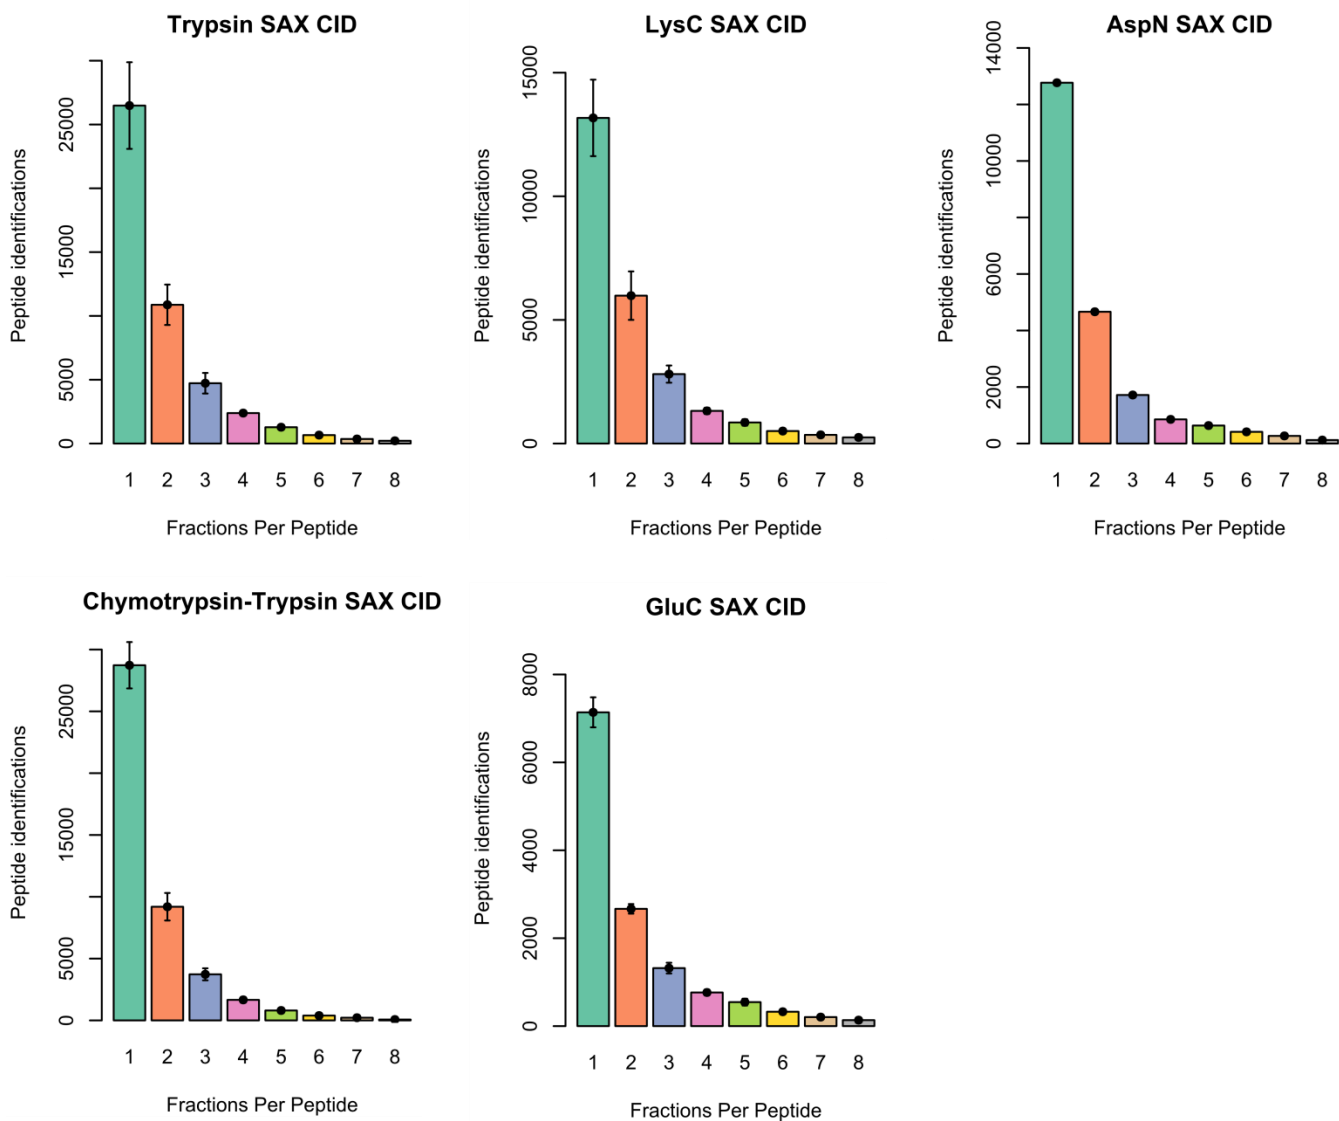 Trypsin SAX CID
Peptide identifications
0 5000 15000 25000
1 2 3 4 5 6 7 8
Fractions Per Peptide
LysC SAX CID
Peptide identifications
0 5000 10000 15000
1 2 3 4 5 6 7 8
Fractions Per Peptide
AspN SAX CID
Peptide identifications
0 2000 6000 10000 14000
1 2 3 4 5 6 7 8
Fractions Per Peptide
Chymotrypsin-Trypsin SAX CID
Peptide identifications
0 5000 15000 25000
1 2 3 4 5 6 7 8
Fractions Per Peptide
GluC SAX CID
Peptide identifications
0 2000 4000 6000 8000
1 2 3 4 5 6 7 8
Fractions Per Peptide